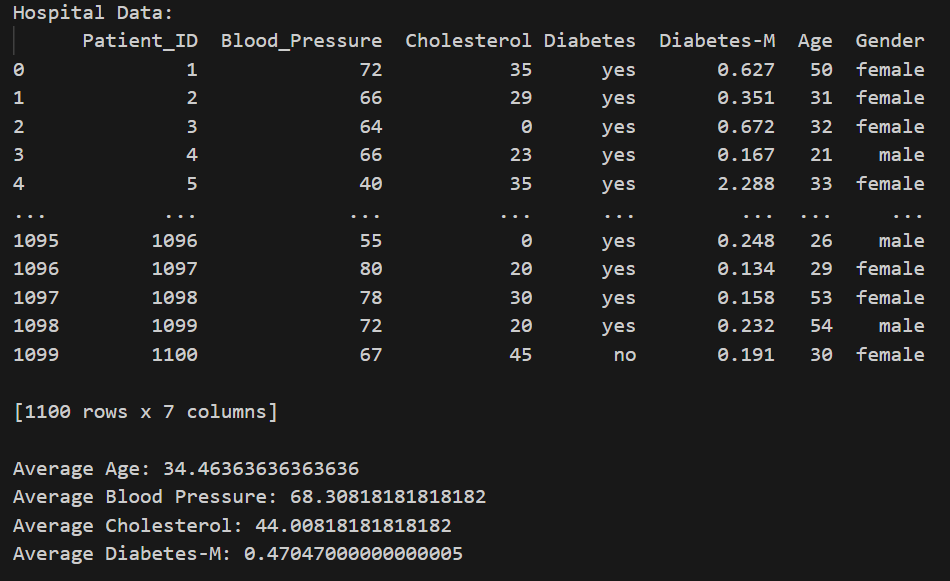 Hospital Data:
Patient_ID Blood_Pressure Cholesterol Diabetes Diabetes-M Age Gender
0 1 72 35 yes 0.627 50 female
1 2 66 29 yes 0.351 31 female
2 3 64 0 yes 0.672 32 female
3 4 66 23 yes 0.167 21 male
4 5 40 35 yes 2.288 33 female
... ... ... ... ... ... ... ...
1095 1096 55 0 yes 0.248 26 male
1096 1097 80 20 yes 0.134 29 female
1097 1098 78 30 yes 0.158 53 female
1098 1099 72 20 yes 0.232 54 male
1099 1100 67 45 no 0.191 30 female
[1100 rows x 7 columns]
Average Age: 34.46363636363636
Average Blood Pressure: 68.30818181818182
Average Cholesterol: 44.00818181818182
Average Diabetes-M: 0.47047000000000005